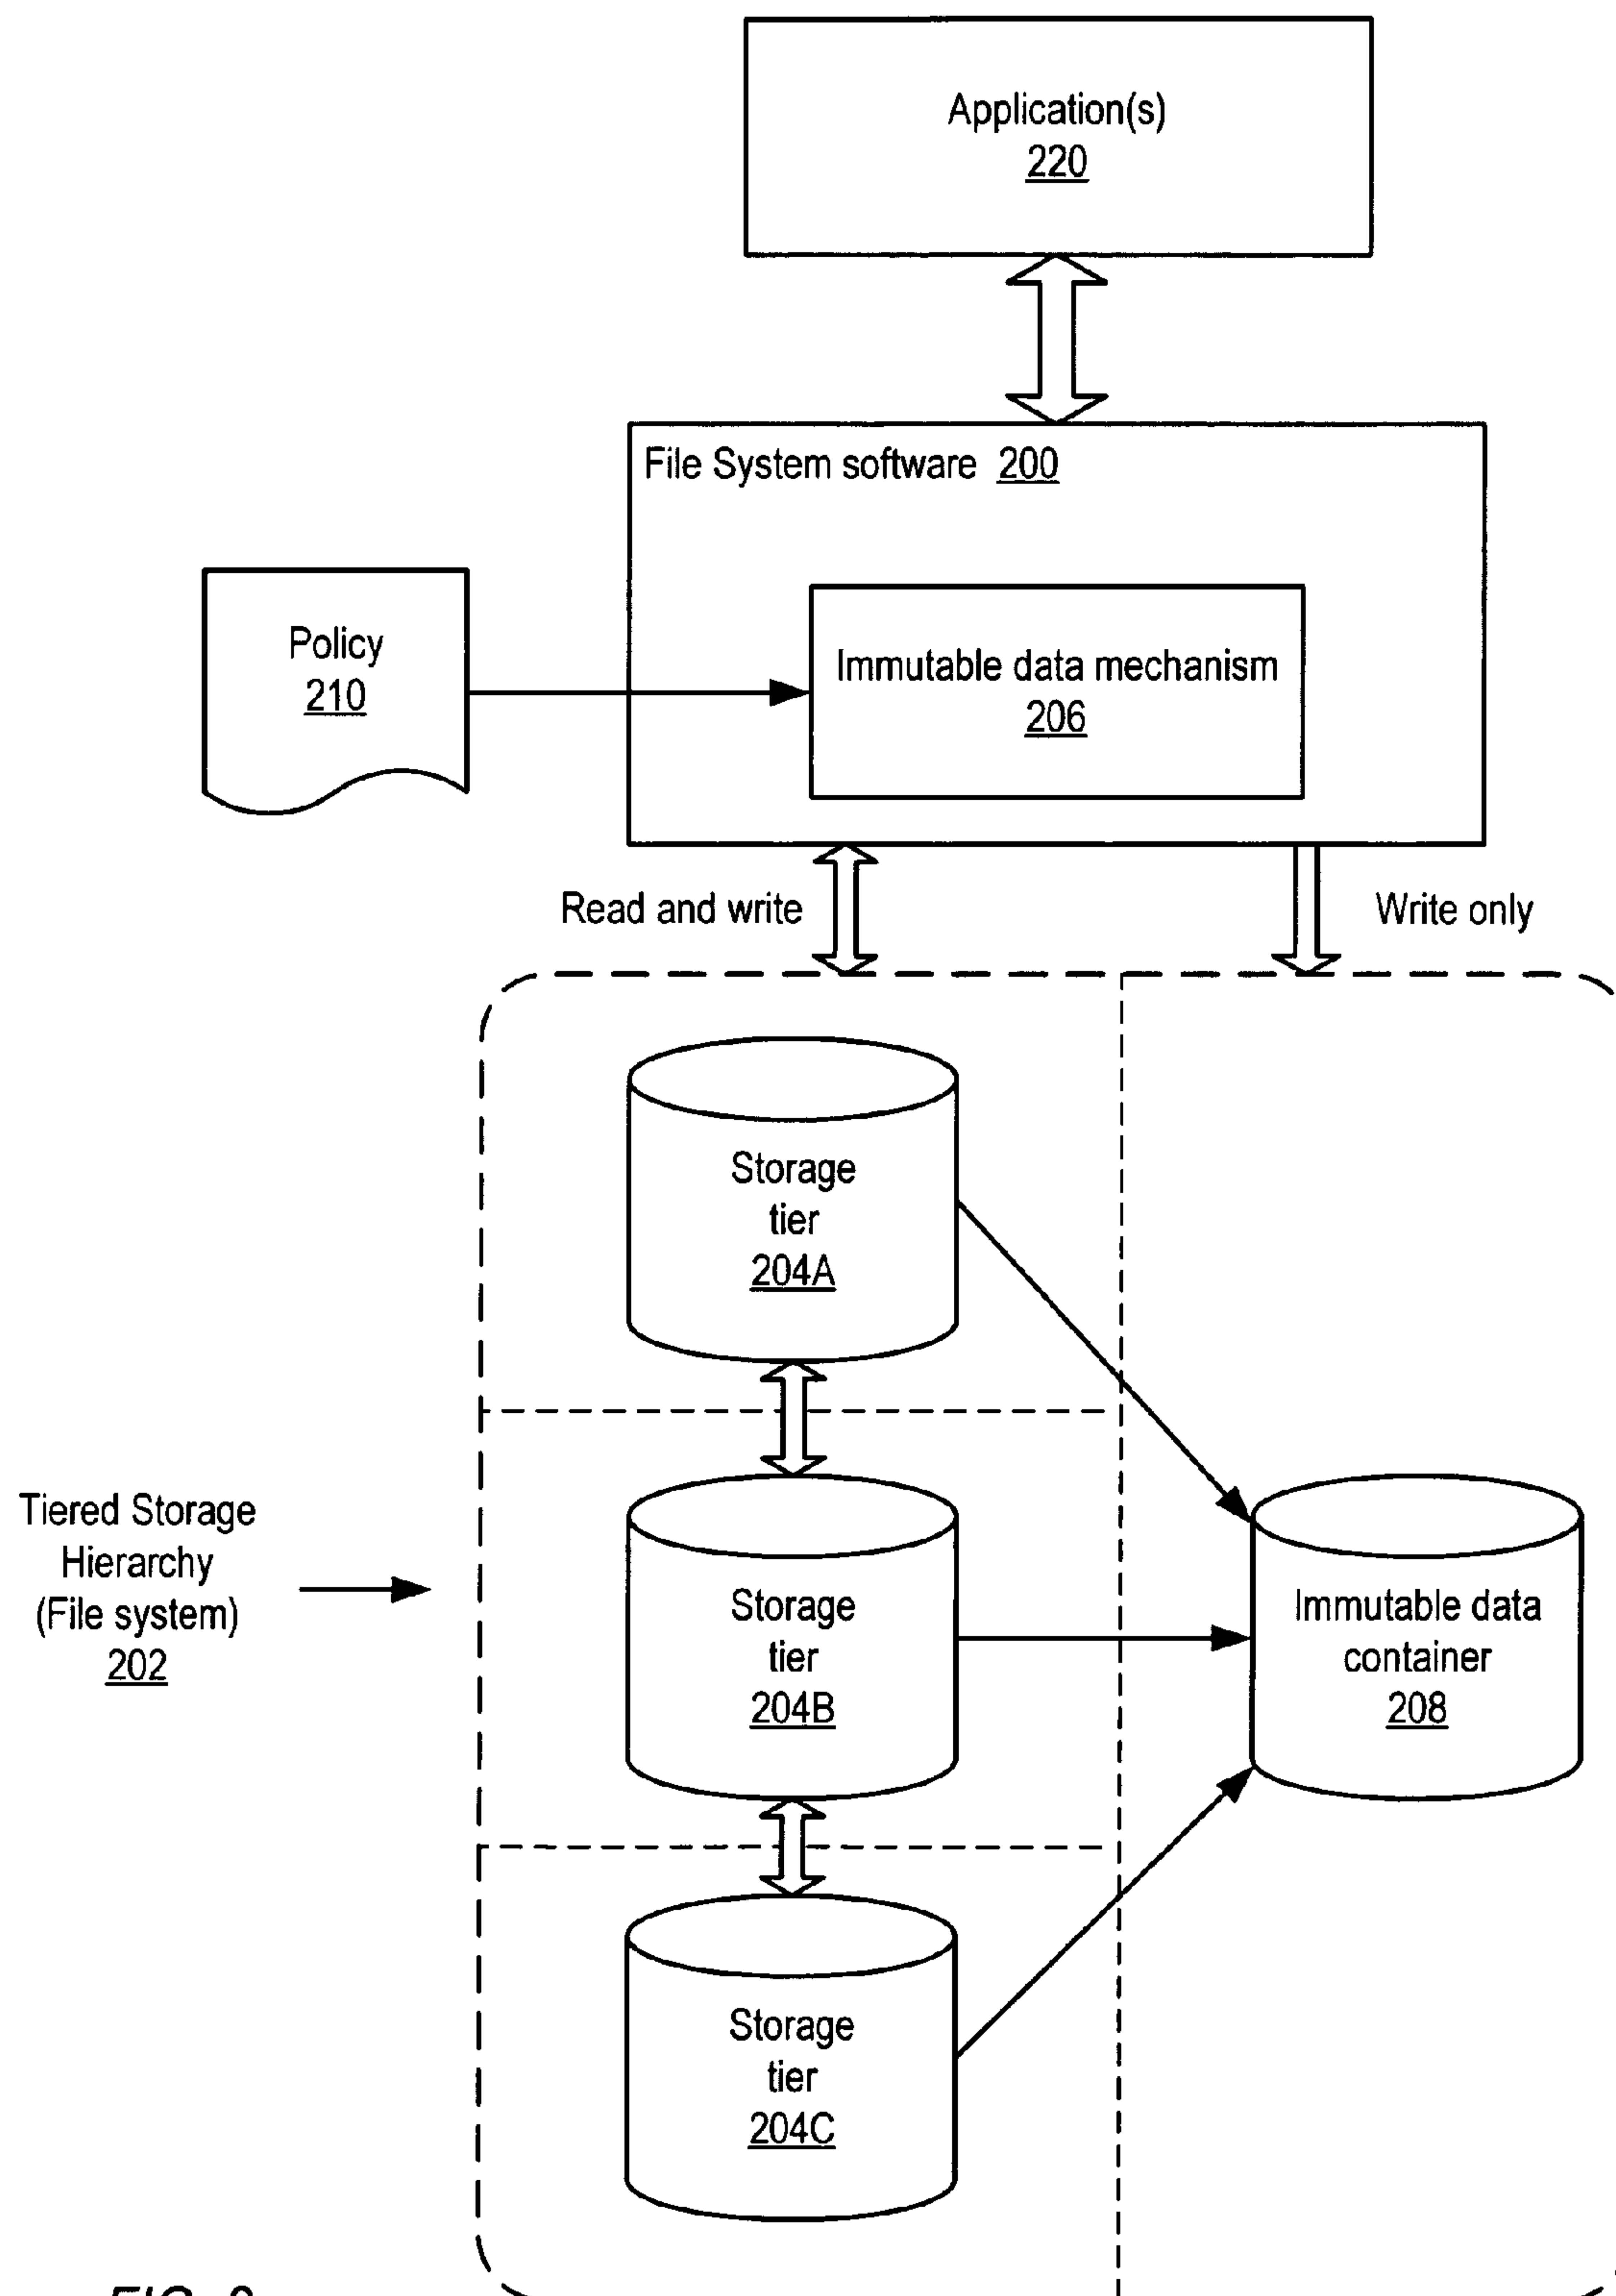 Application(s)
220
File System software 200
Policy
210
Immutable data mechanism
206
Read and write
Write only
Storage
tier
204A
Tiered Storage
Hierarchy
(File system)
202
Storage
tier
204B
Immutable data
container
208
Storage
tier
204C